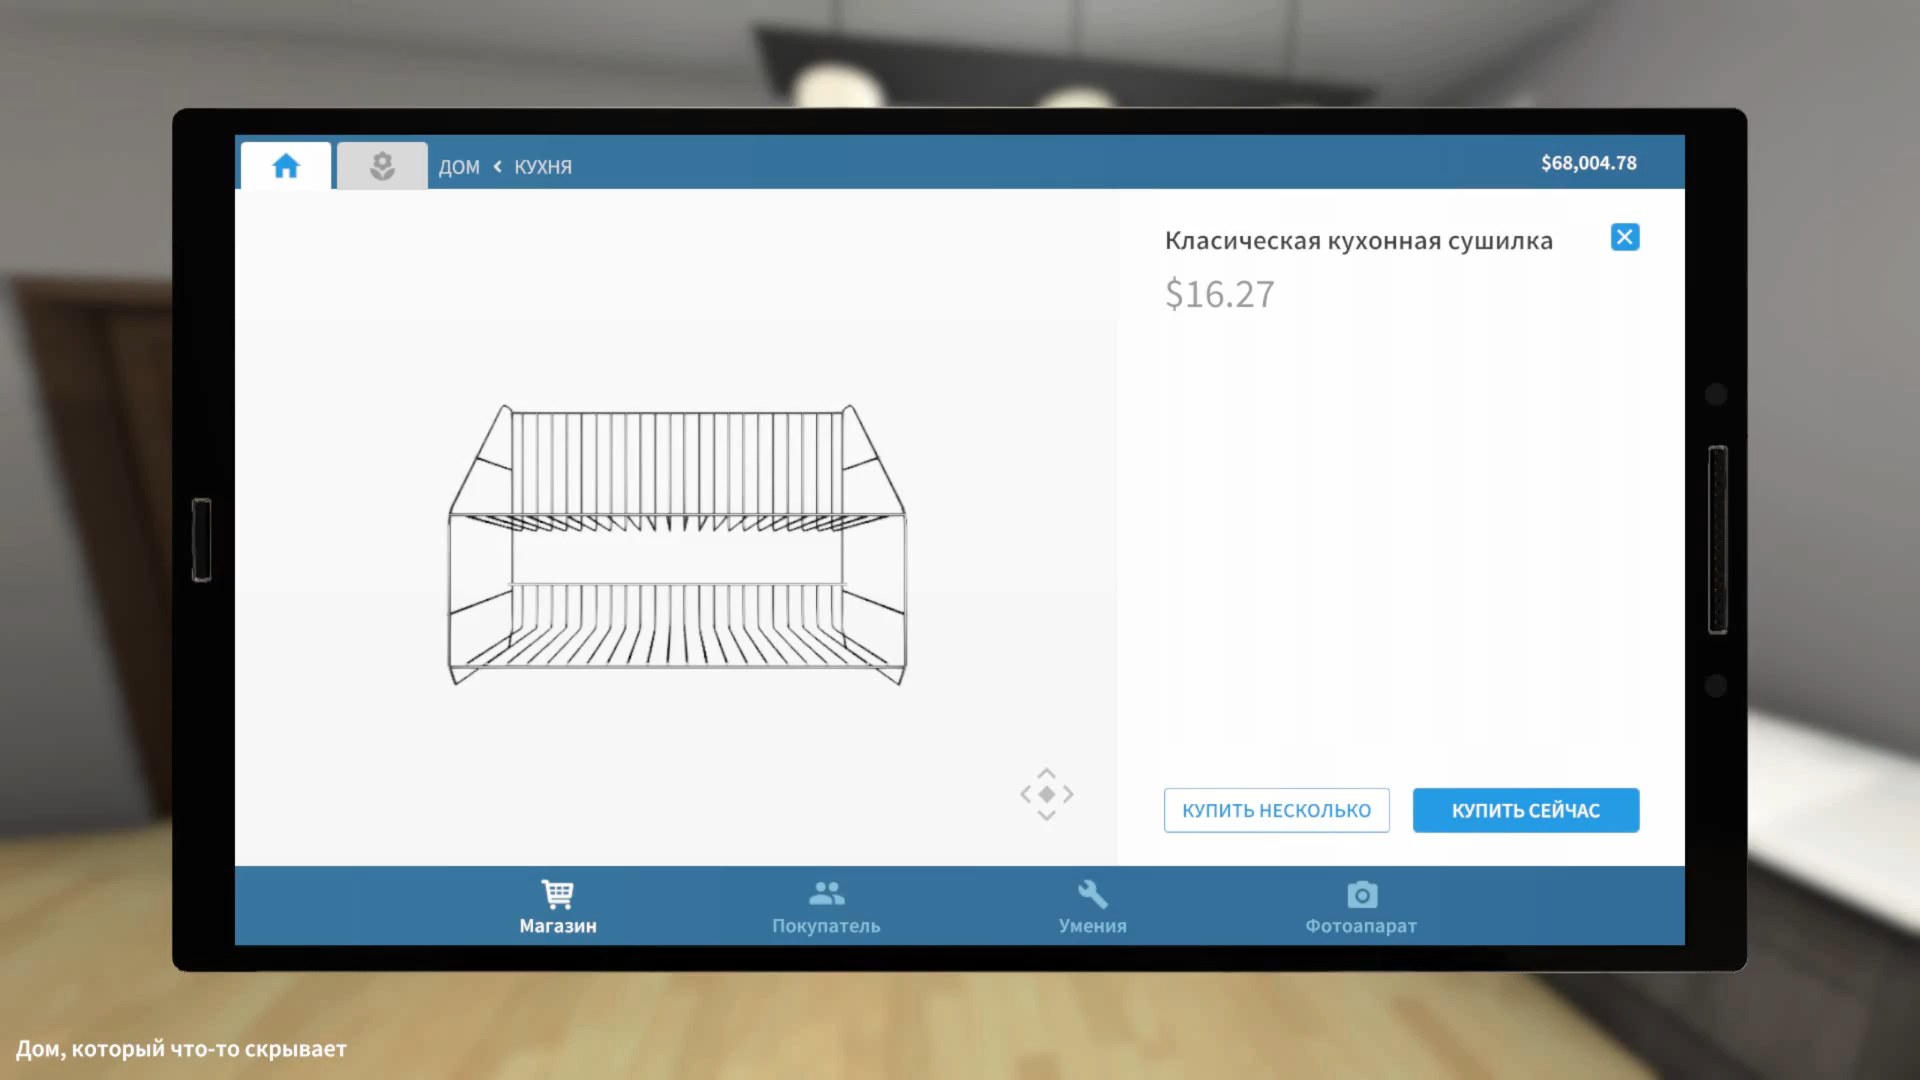 ДОМ < КУХНЯ
$68,004.78
Класическая кухонная сушилка
$16.27
КУПИТЬ НЕСКОЛЬКО
КУПИТЬ СЕЙЧАС
Магазин
Покупатель
Умения
Фотоапарат
Дом, который что-то скрывает